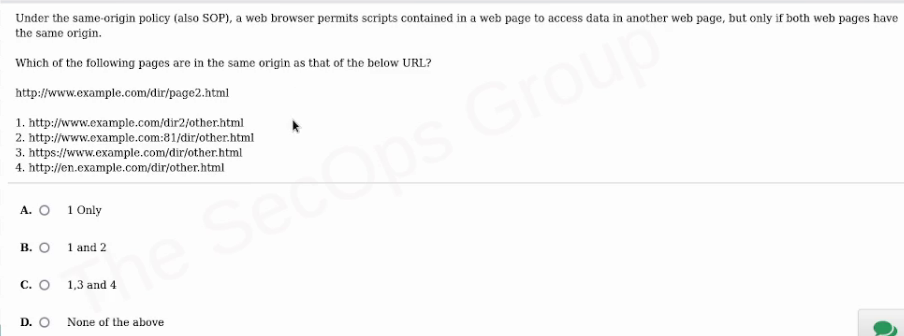 Under the same-origin policy (also SOP), a web browser permits scripts contained in a web page to access data in another web page, but only if both web pages have
the same origin.
Which of the following pages are in the same origin as that of the below URL?
http://www.example.com/dir/page2.html
1. http://www.example.com/dir2/other.html
2. http://www.example.com:81/dir/other.html
3. https://www.example.com/dir/other.html
4. http://en.example.com/dir/other.html
The SecOps Group
A. 1 Only
B. 1 and 2
C. 1,3 and 4
D. None of the above